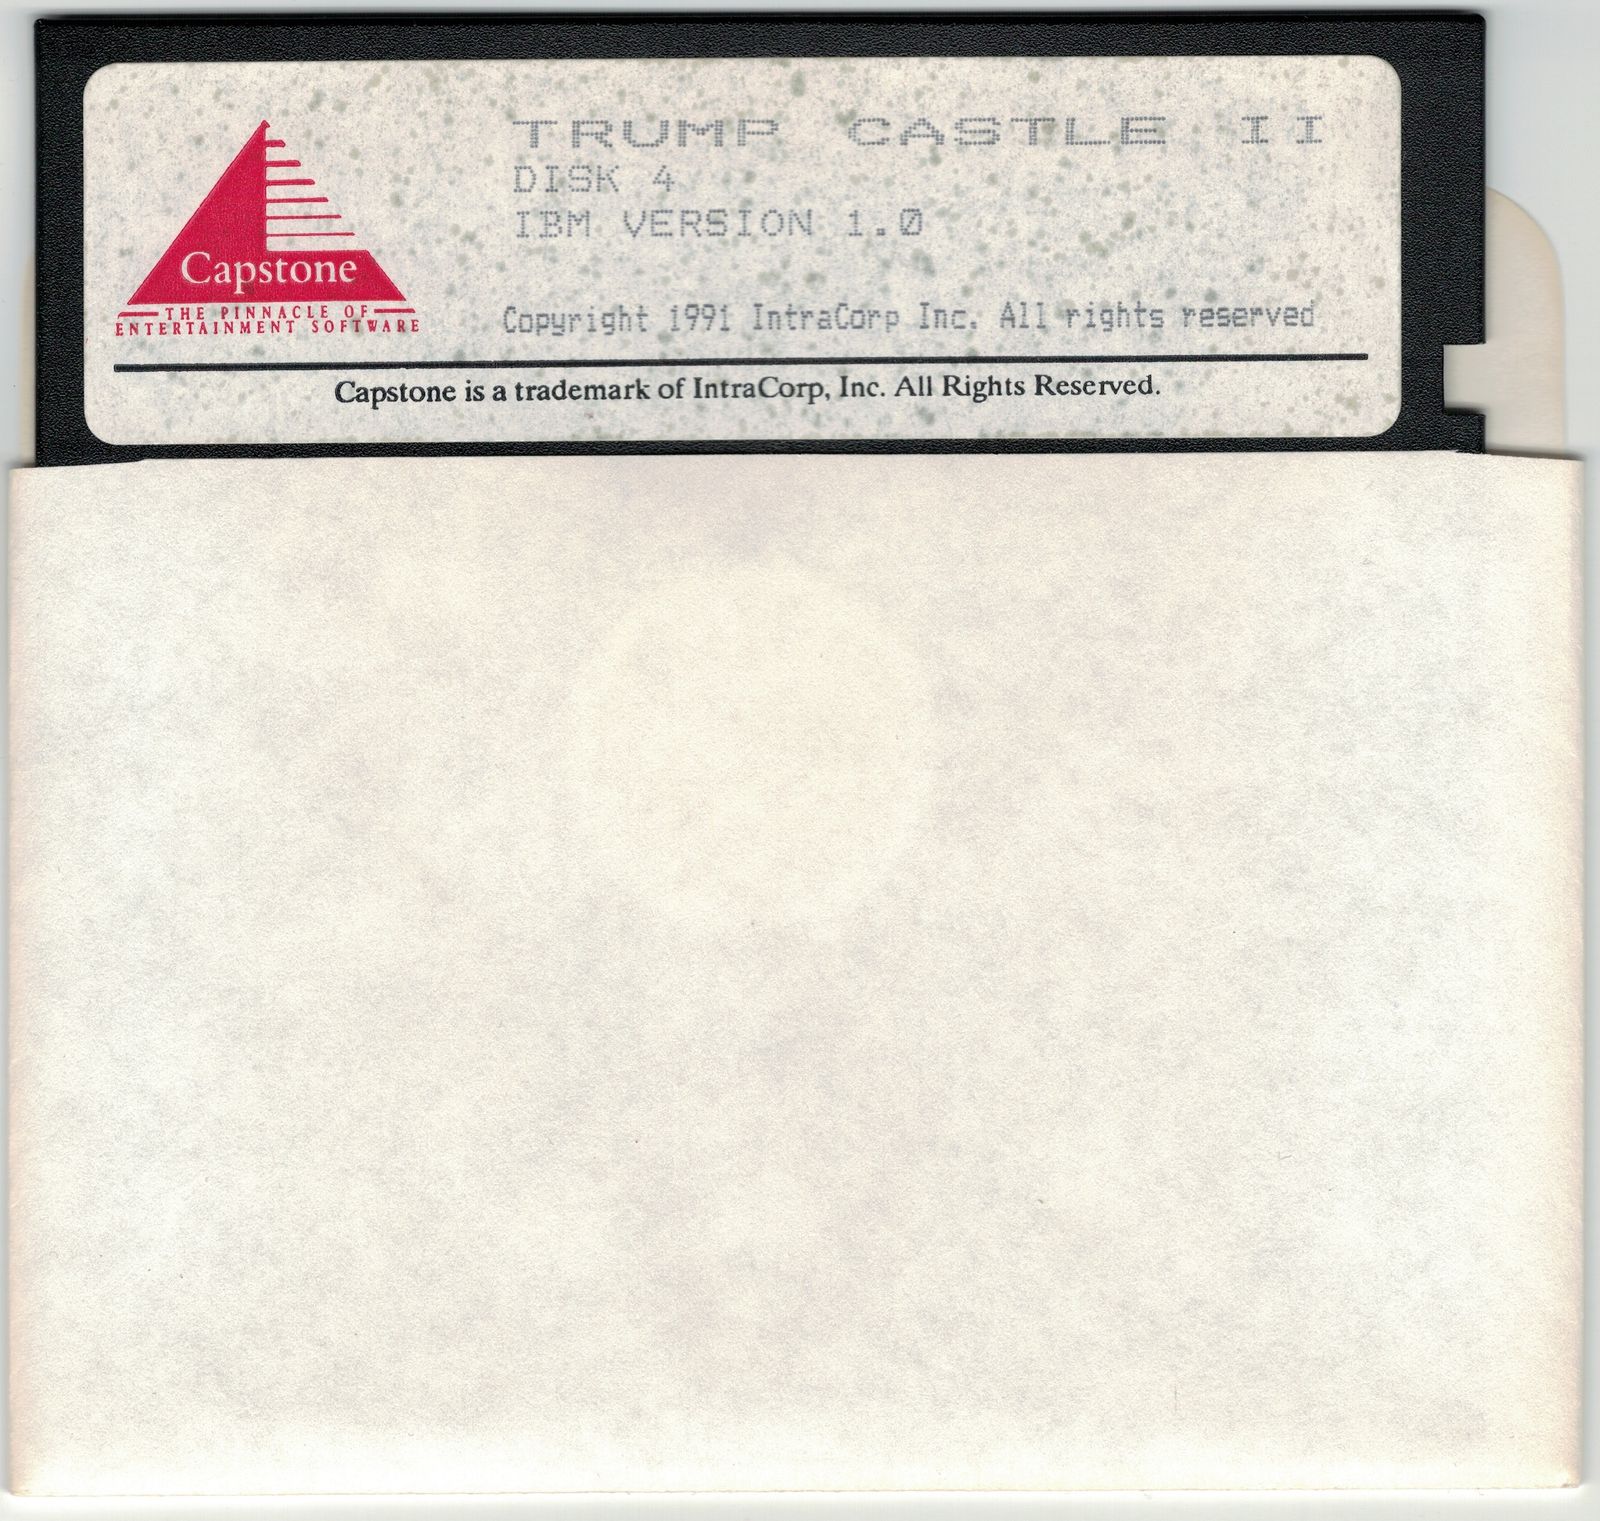 TRUMP CASTLE II
DISK 4
IBM VERSION 1.0
Copyright 1991 IntraCorp Inc. All rights reserved
Capstone
THE PINNACLE OF
ENTERTAINMENT SOFTWARE
Capstone is a trademark of IntraCorp, Inc. All Rights Reserved.